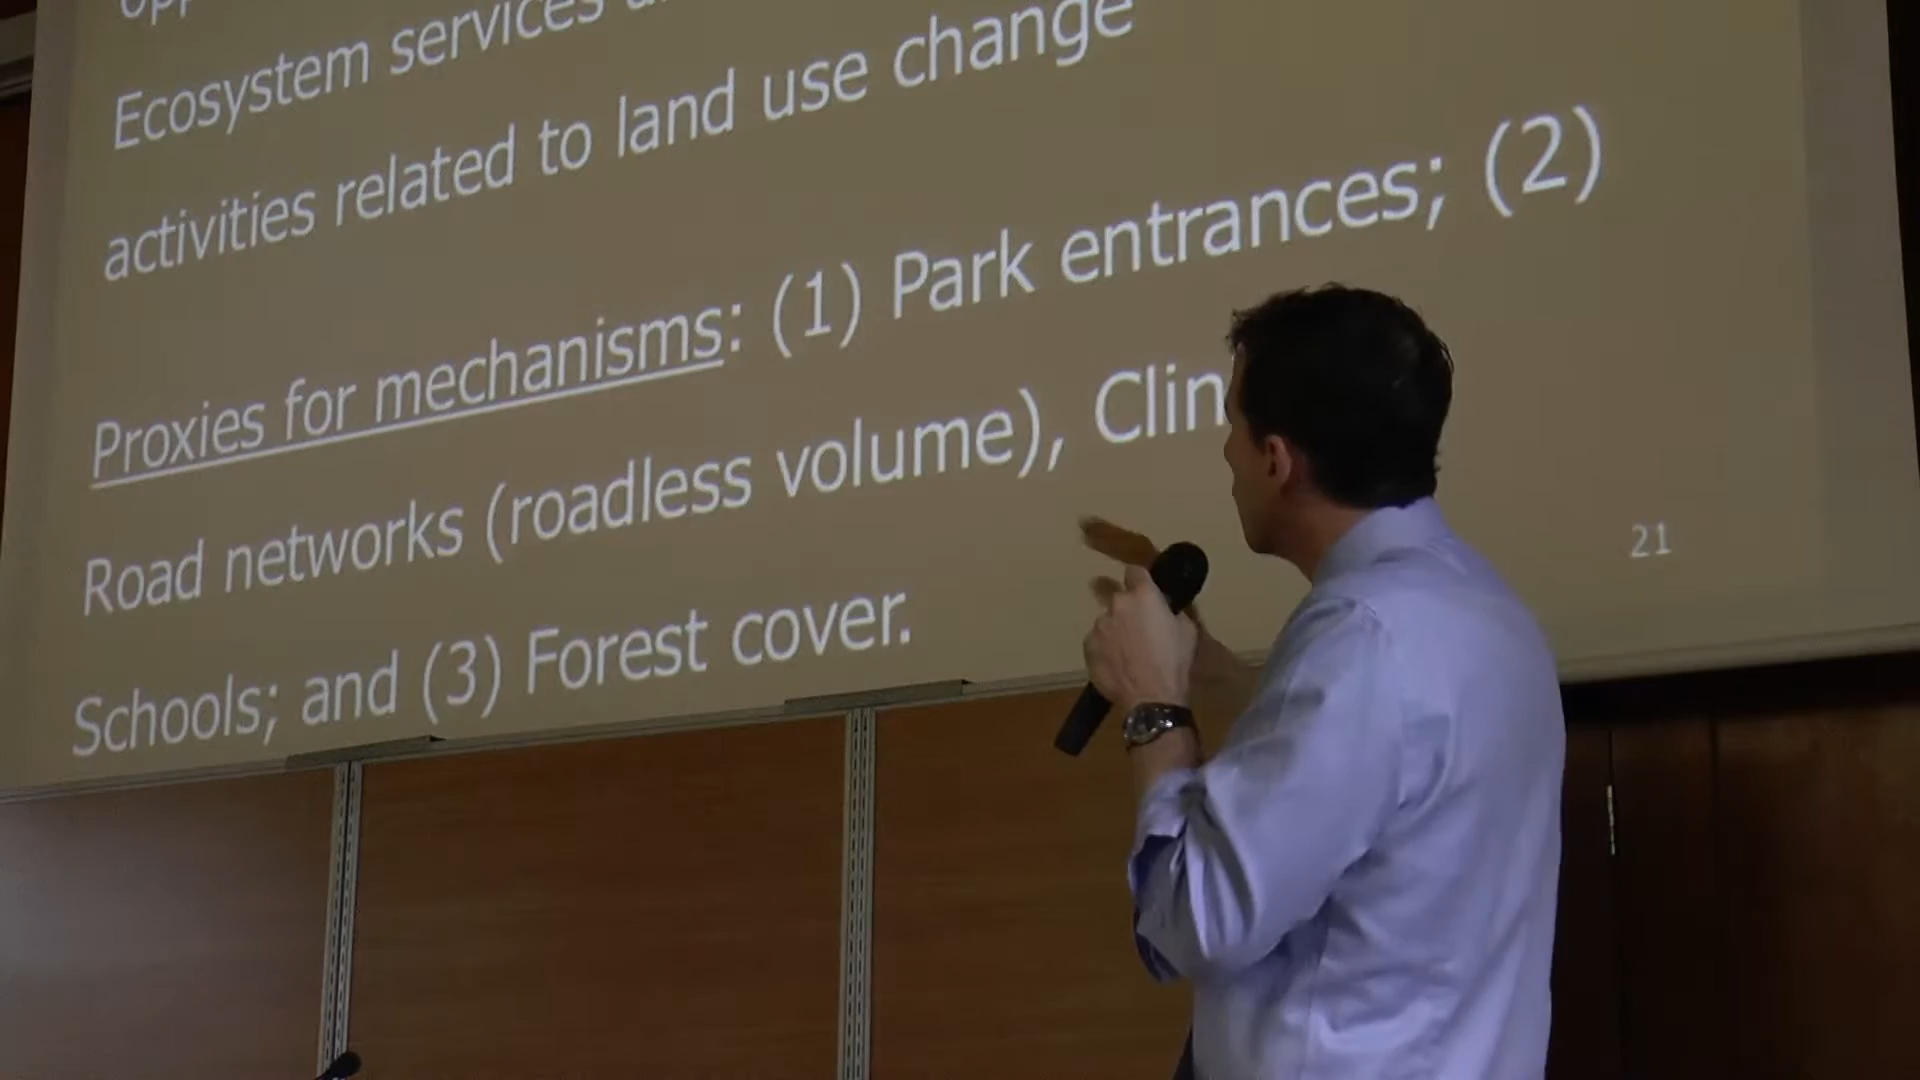 Ecosystem services
activities related to land use change
Proxies for mechanisms: (1) Park entrances; (2)
Road networks (roadless volume),
Schools; and (3) Forest cover.
21